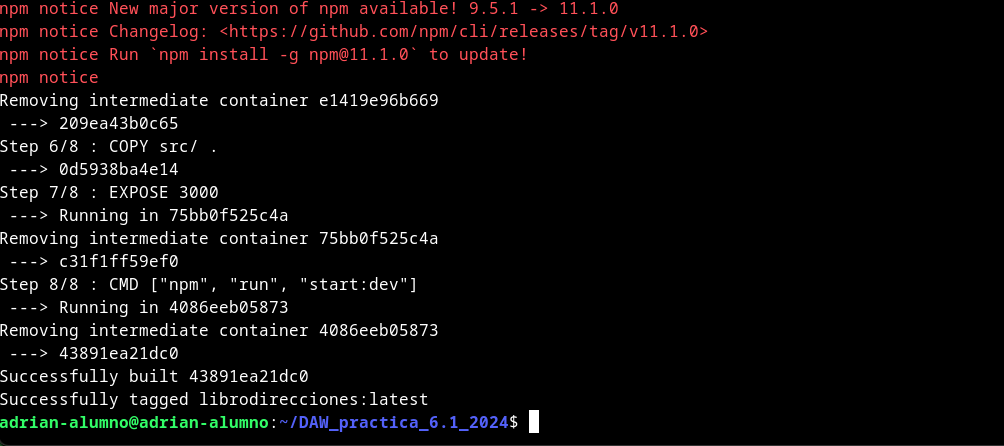 npm notice New major version of npm available! 9.5.1 -> 11.1.0
npm notice Changelog: <https://github.com/npm/cli/releases/tag/v11.1.0>
npm notice Run `npm install -g npm@11.1.0` to update!
npm notice
Removing intermediate container e1419e96b669
 ---> 209ea43b0c65
Step 6/8 : COPY src/ .
 ---> 0d5938ba4e14
Step 7/8 : EXPOSE 3000
 ---> Running in 75bb0f525c4a
Removing intermediate container 75bb0f525c4a
 ---> c31f1ff59ef0
Step 8/8 : CMD ["npm", "run", "start:dev"]
 ---> Running in 4086eeb05873
Removing intermediate container 4086eeb05873
 ---> 43891ea21dc0
Successfully built 43891ea21dc0
Successfully tagged librodirecciones:latest
adrian-alumno@adrian-alumno:~/DAW_practica_6.1_2024$